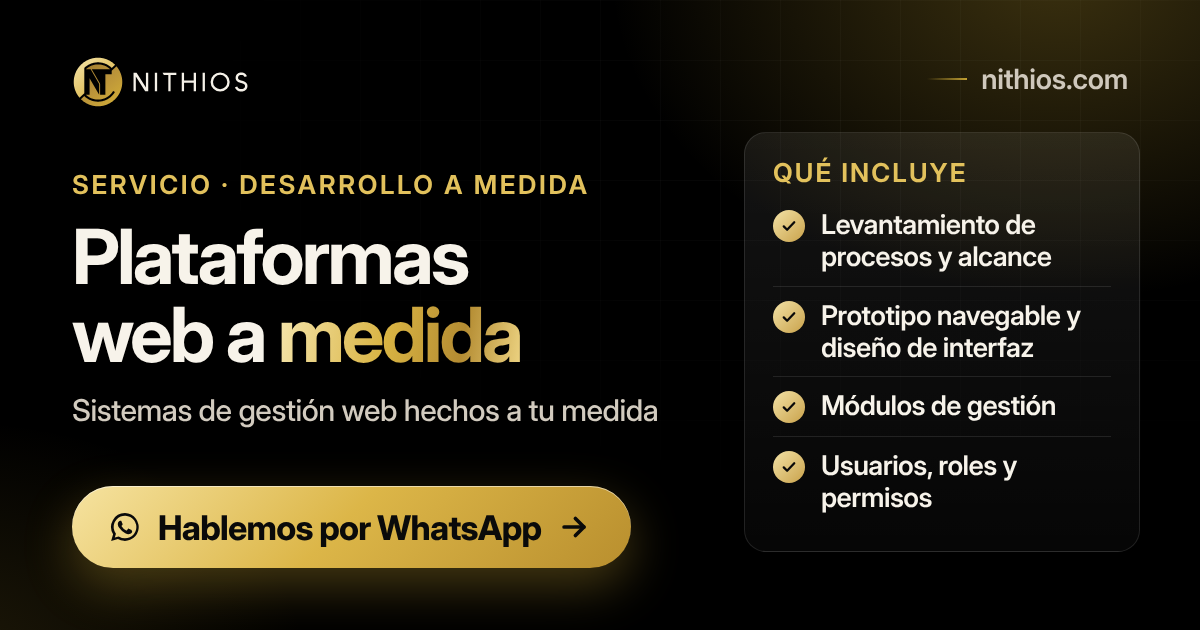 NITHIOS
nithios.com
SERVICIO · DESARROLLO A MEDIDA
Plataformas
web a medida
Sistemas de gestión web hechos a tu medida
Hablemos por WhatsApp →
QUÉ INCLUYE
Levantamiento de
procesos y alcance
Prototipo navegable y
diseño de interfaz
Módulos de gestión
Usuarios, roles y
permisos